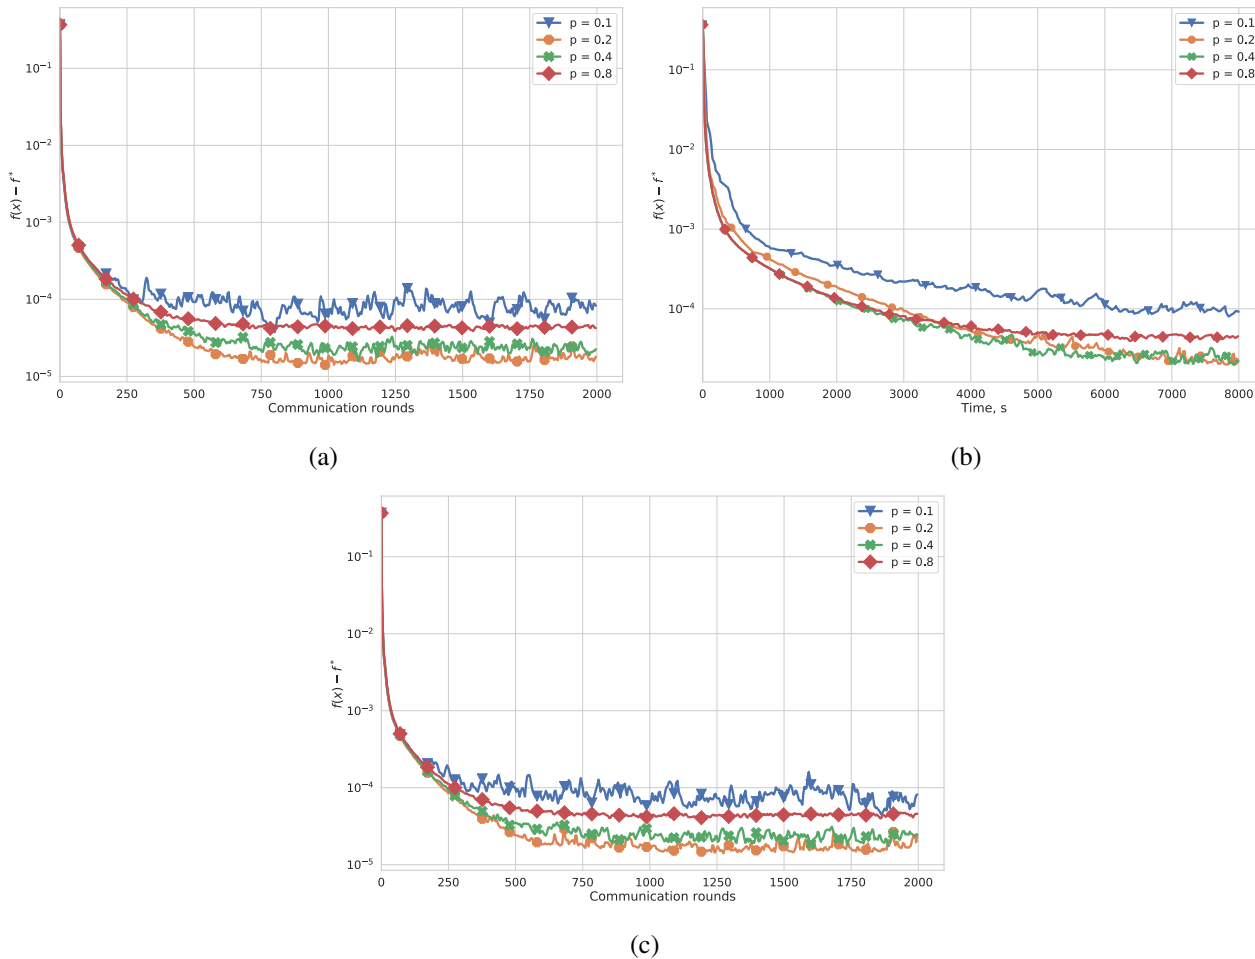 p = 0.1
p = 0.2
p = 0.4
p = 0.8
10⁻¹
10⁻²
10⁻³
10⁻⁴
10⁻⁵
f(x) − f*
0 250 500 750 1000 1250 1500 1750 2000
Communication rounds
(a)
p = 0.1
p = 0.2
p = 0.4
p = 0.8
10⁻¹
10⁻²
10⁻³
10⁻⁴
f(x) − f*
0 1000 2000 3000 4000 5000 6000 7000 8000
Time, s
(b)
p = 0.1
p = 0.2
p = 0.4
p = 0.8
10⁻¹
10⁻²
10⁻³
10⁻⁴
10⁻⁵
f(x) − f*
0 250 500 750 1000 1250 1500 1750 2000
Communication rounds
(c)